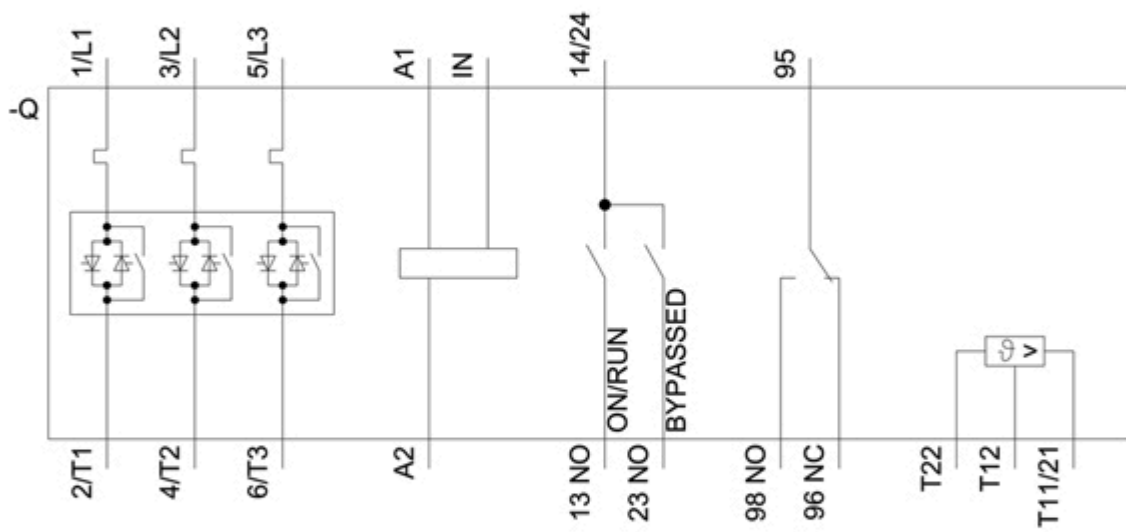 -Q
1/L1
3/L2
5/L3
A1
IN
14/24
95
ON/RUN
BYPASSED
ϑ >
2/T1
4/T2
6/T3
A2
13 NO
23 NO
98 NO
96 NC
T22
T12
T11/21